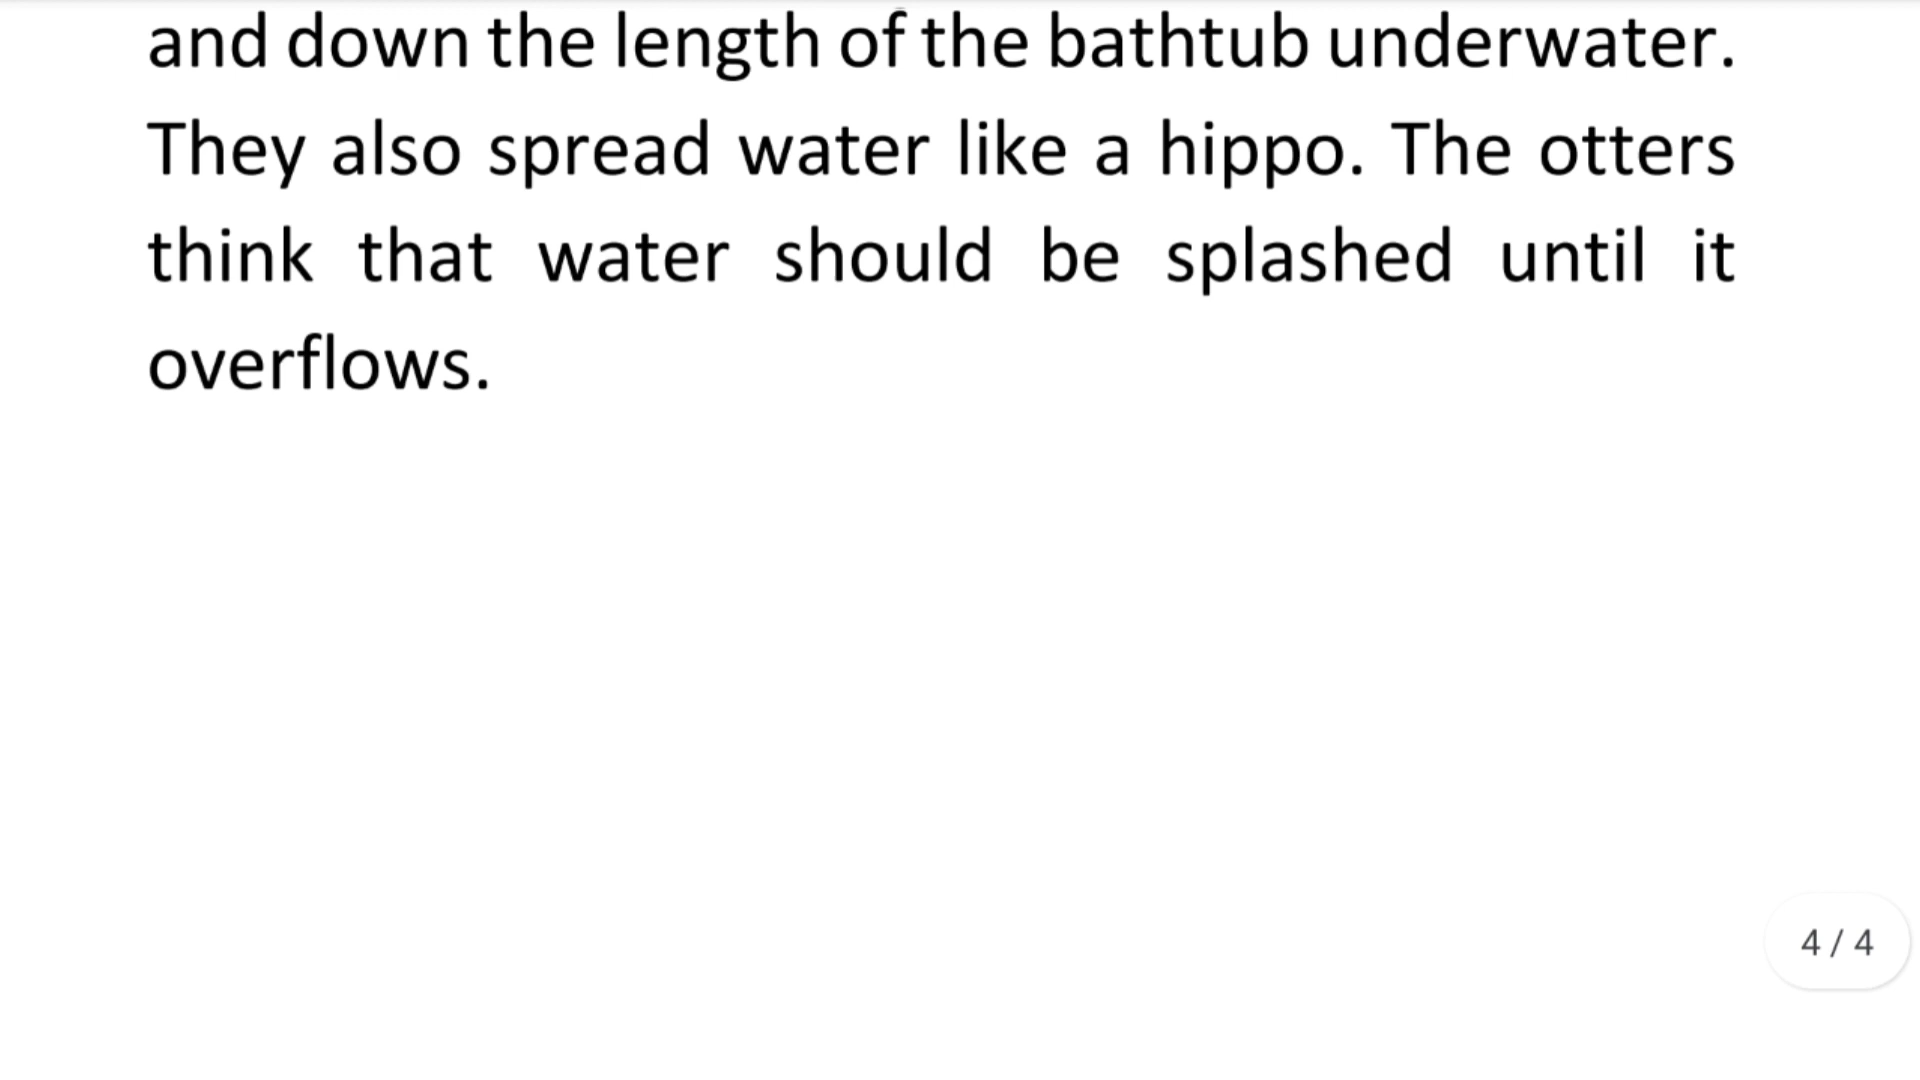 and down the length of the bathtub underwater.
They also spread water like a hippo. The otters
think that water should be splashed until it
overflows.
4 / 4